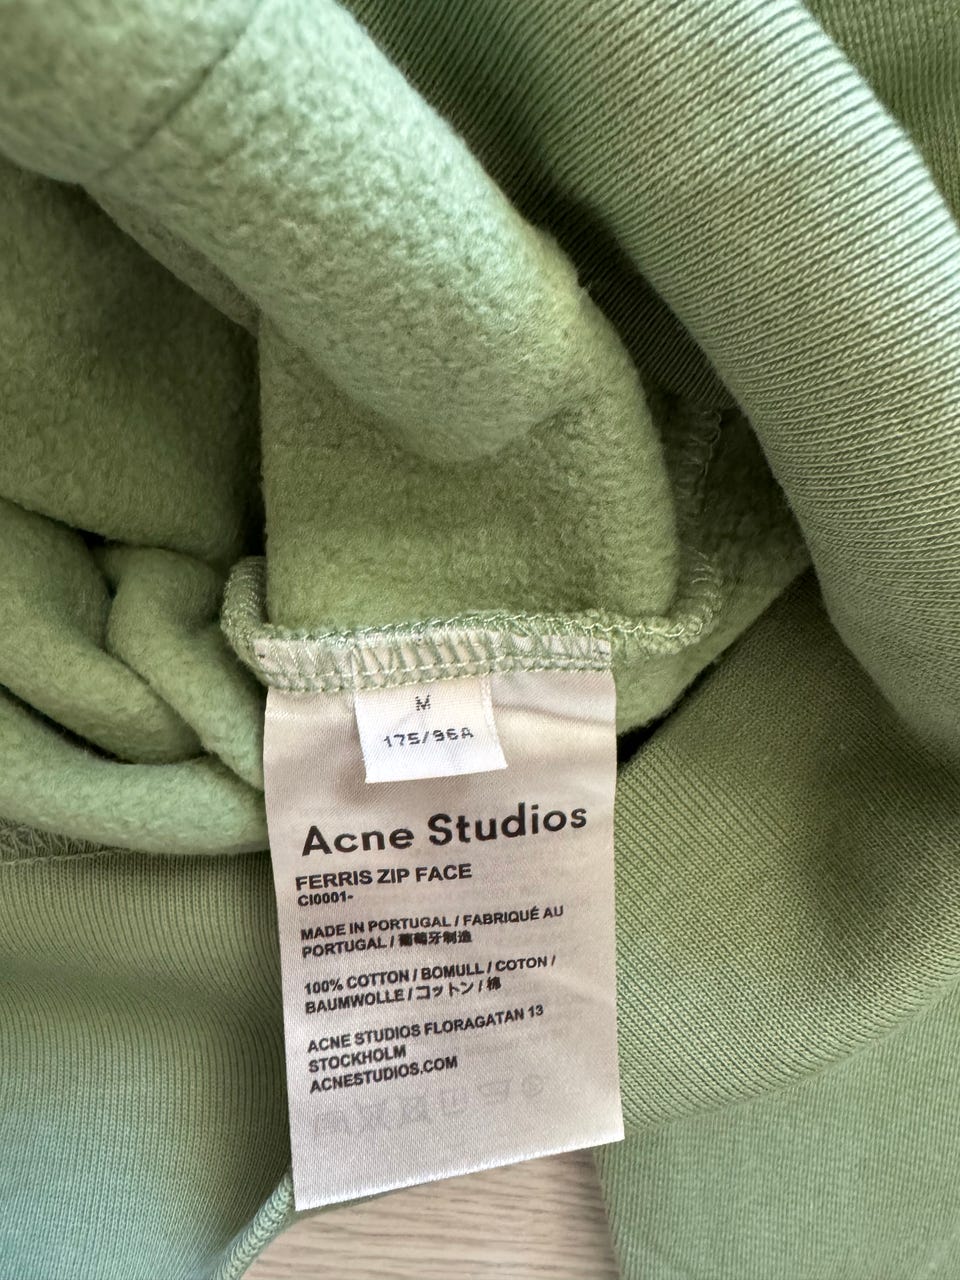 M
175/96A
Acne Studios
FERRIS ZIP FACE
CI0001-
MADE IN PORTUGAL / FABRIQUÉ AU
PORTUGAL / 葡萄牙制造
100% COTTON / BOMULL / COTON /
BAUMWOLLE / コットン / 棉
ACNE STUDIOS FLORAGATAN 13
STOCKHOLM
ACNESTUDIOS.COM